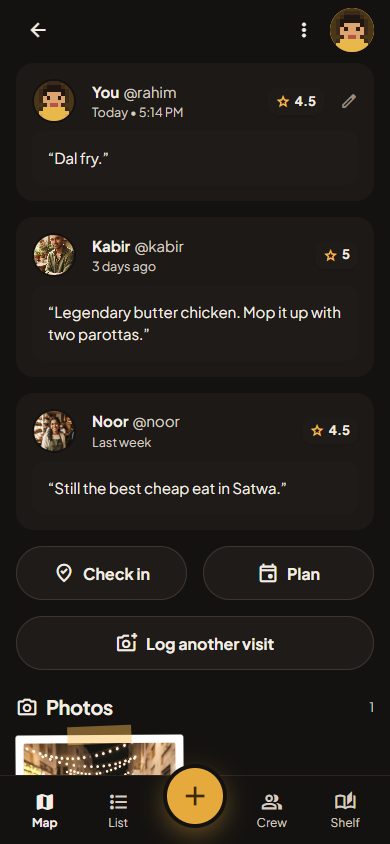 You @rahim
4.5
Today • 5:14 PM
“Dal fry.”
Kabir @kabir
5
3 days ago
“Legendary butter chicken. Mop it up with
two parottas.”
Noor @noor
4.5
Last week
“Still the best cheap eat in Satwa.”
Check in
Plan
Log another visit
Photos
1
Map
List
Crew
Shelf